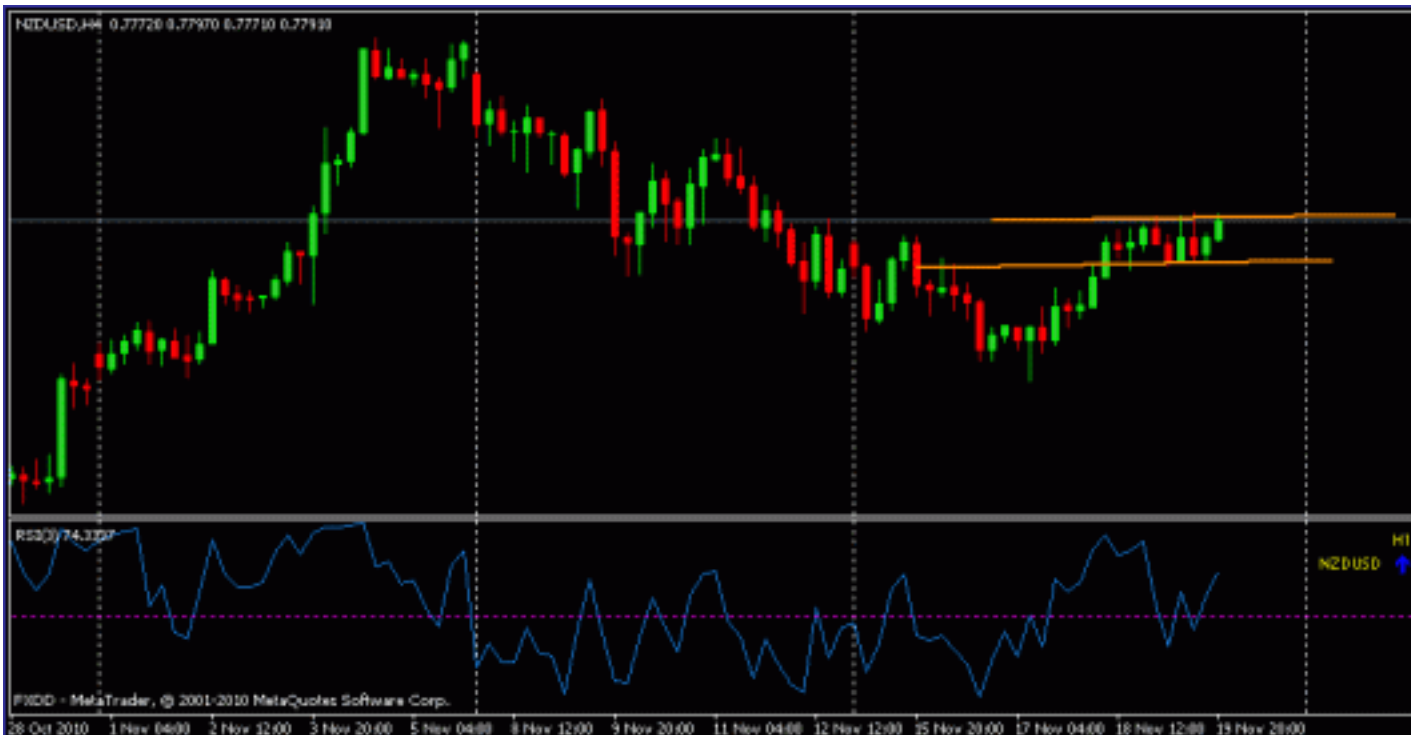 NZDUSD,H4 0.77720 0.77970 0.77710 0.77910
RSI(3) 74.3337
H1
NZDUSD
FXDD - MetaTrader, © 2001-2010 MetaQuotes Software Corp.
28 Oct 2010 1 Nov 04:00 2 Nov 12:00 3 Nov 20:00 5 Nov 04:00 8 Nov 12:00 9 Nov 20:00 11 Nov 04:00 12 Nov 12:00 15 Nov 20:00 17 Nov 04:00 18 Nov 12:00 19 Nov 20:00